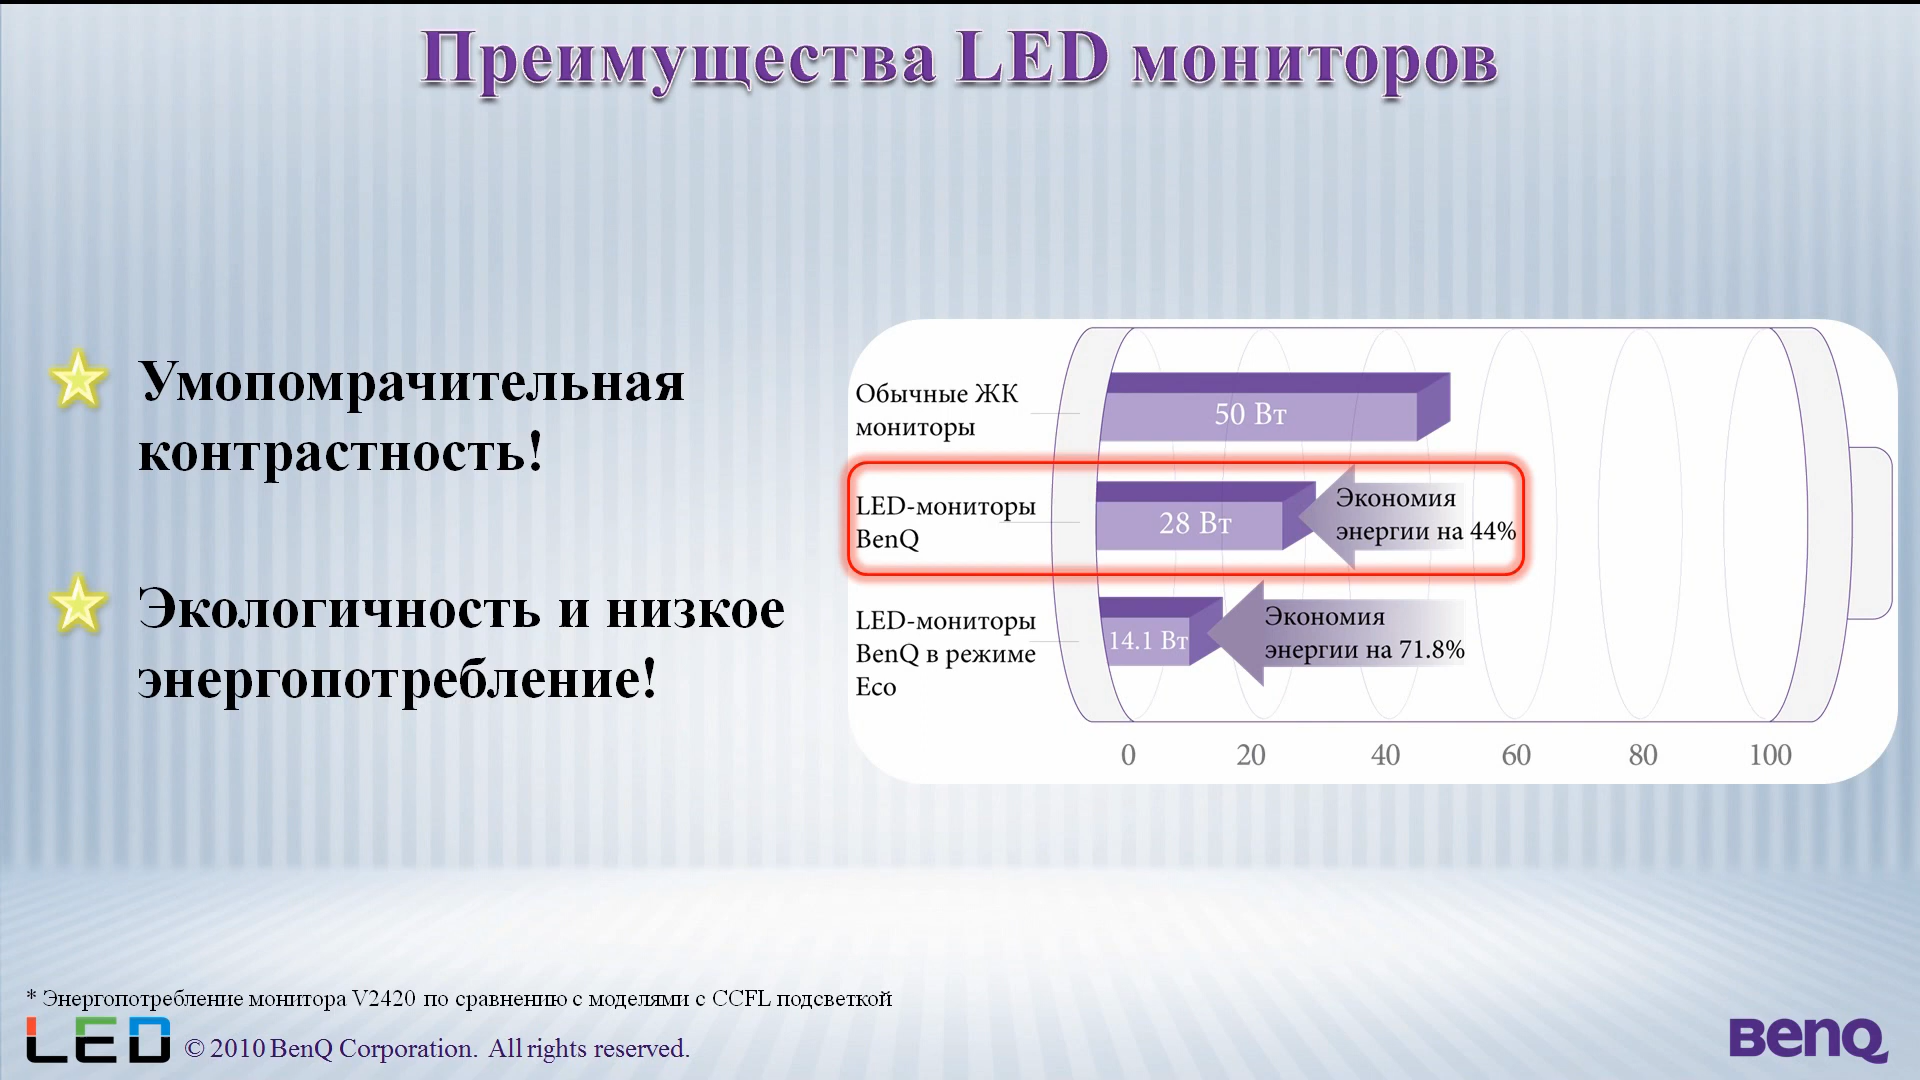 Преимущества LED мониторов
Умопомрачительная
контрастность!
Экологичность и низкое
энергопотребление!
Обычные ЖК
мониторы
50 Вт
LED-мониторы
BenQ
28 Вт
Экономия
энергии на 44%
LED-мониторы
BenQ в режиме
Eco
14.1 Вт
Экономия
энергии на 71.8%
0 20 40 60 80 100
* Энергопотребление монитора V2420 по сравнению с моделями с CCFL подсветкой
LED © 2010 BenQ Corporation. All rights reserved.
BenQ